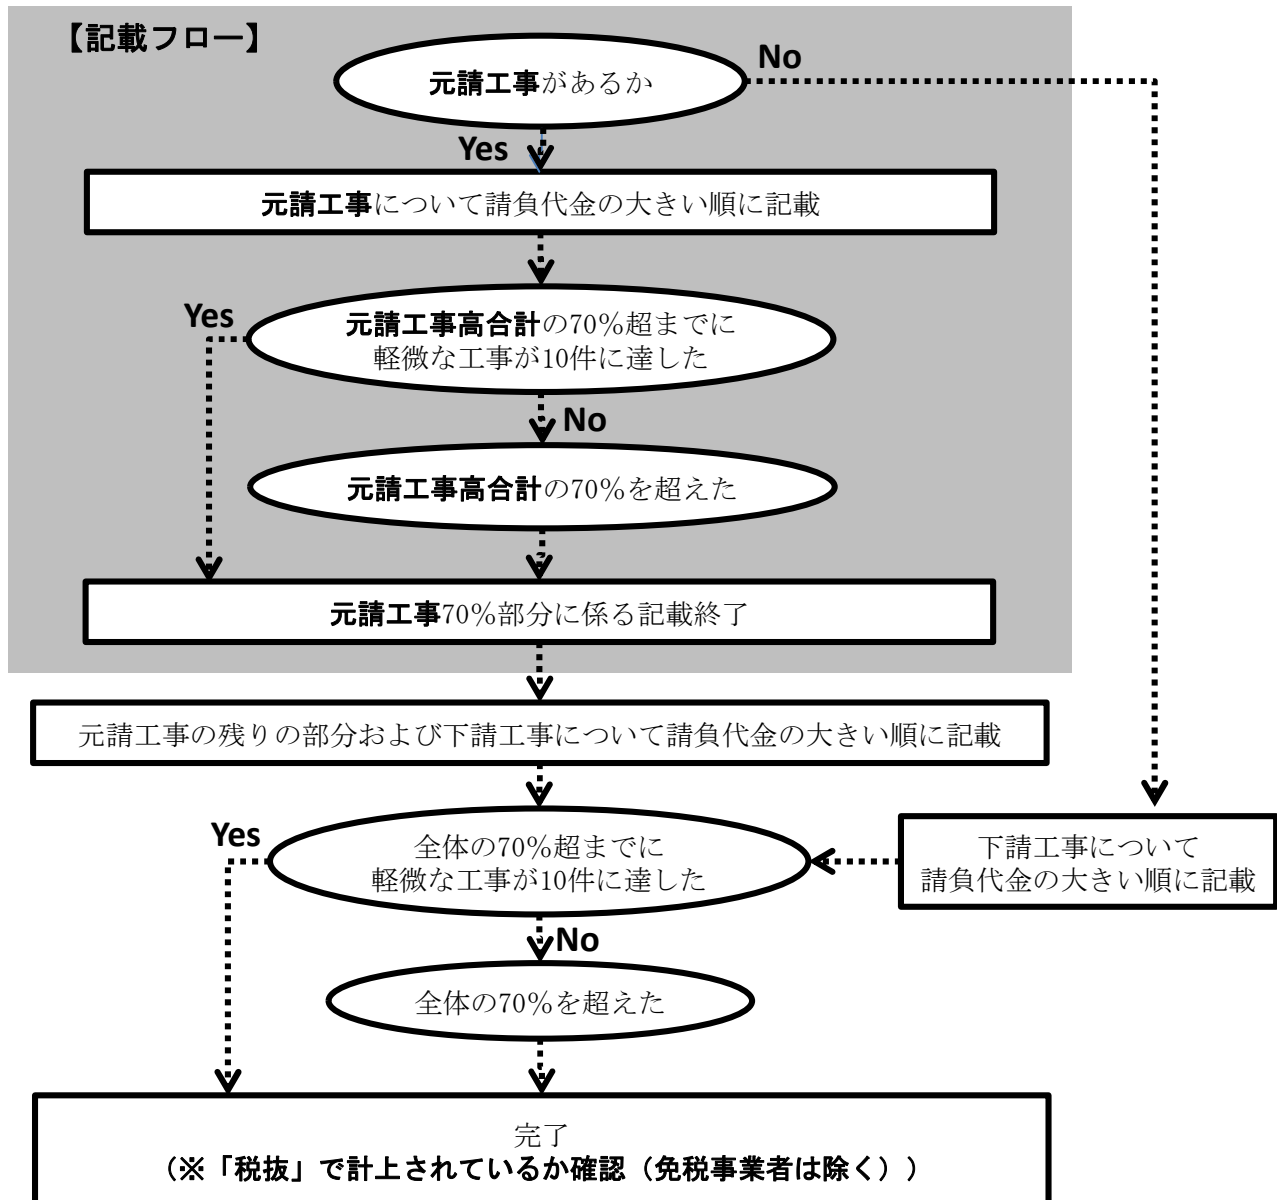 【記載フロー】
元請工事があるか
No
Yes
元請工事について請負代金の大きい順に記載
Yes
元請工事高合計の70％超までに
軽微な工事が10件に達した
No
元請工事高合計の70％を超えた
元請工事70％部分に係る記載終了
元請工事の残りの部分および下請工事について請負代金の大きい順に記載
Yes
全体の70％超までに
軽微な工事が10件に達した
下請工事について
請負代金の大きい順に記載
No
全体の70％を超えた
完了
（※「税抜」で計上されているか確認（免税事業者は除く））